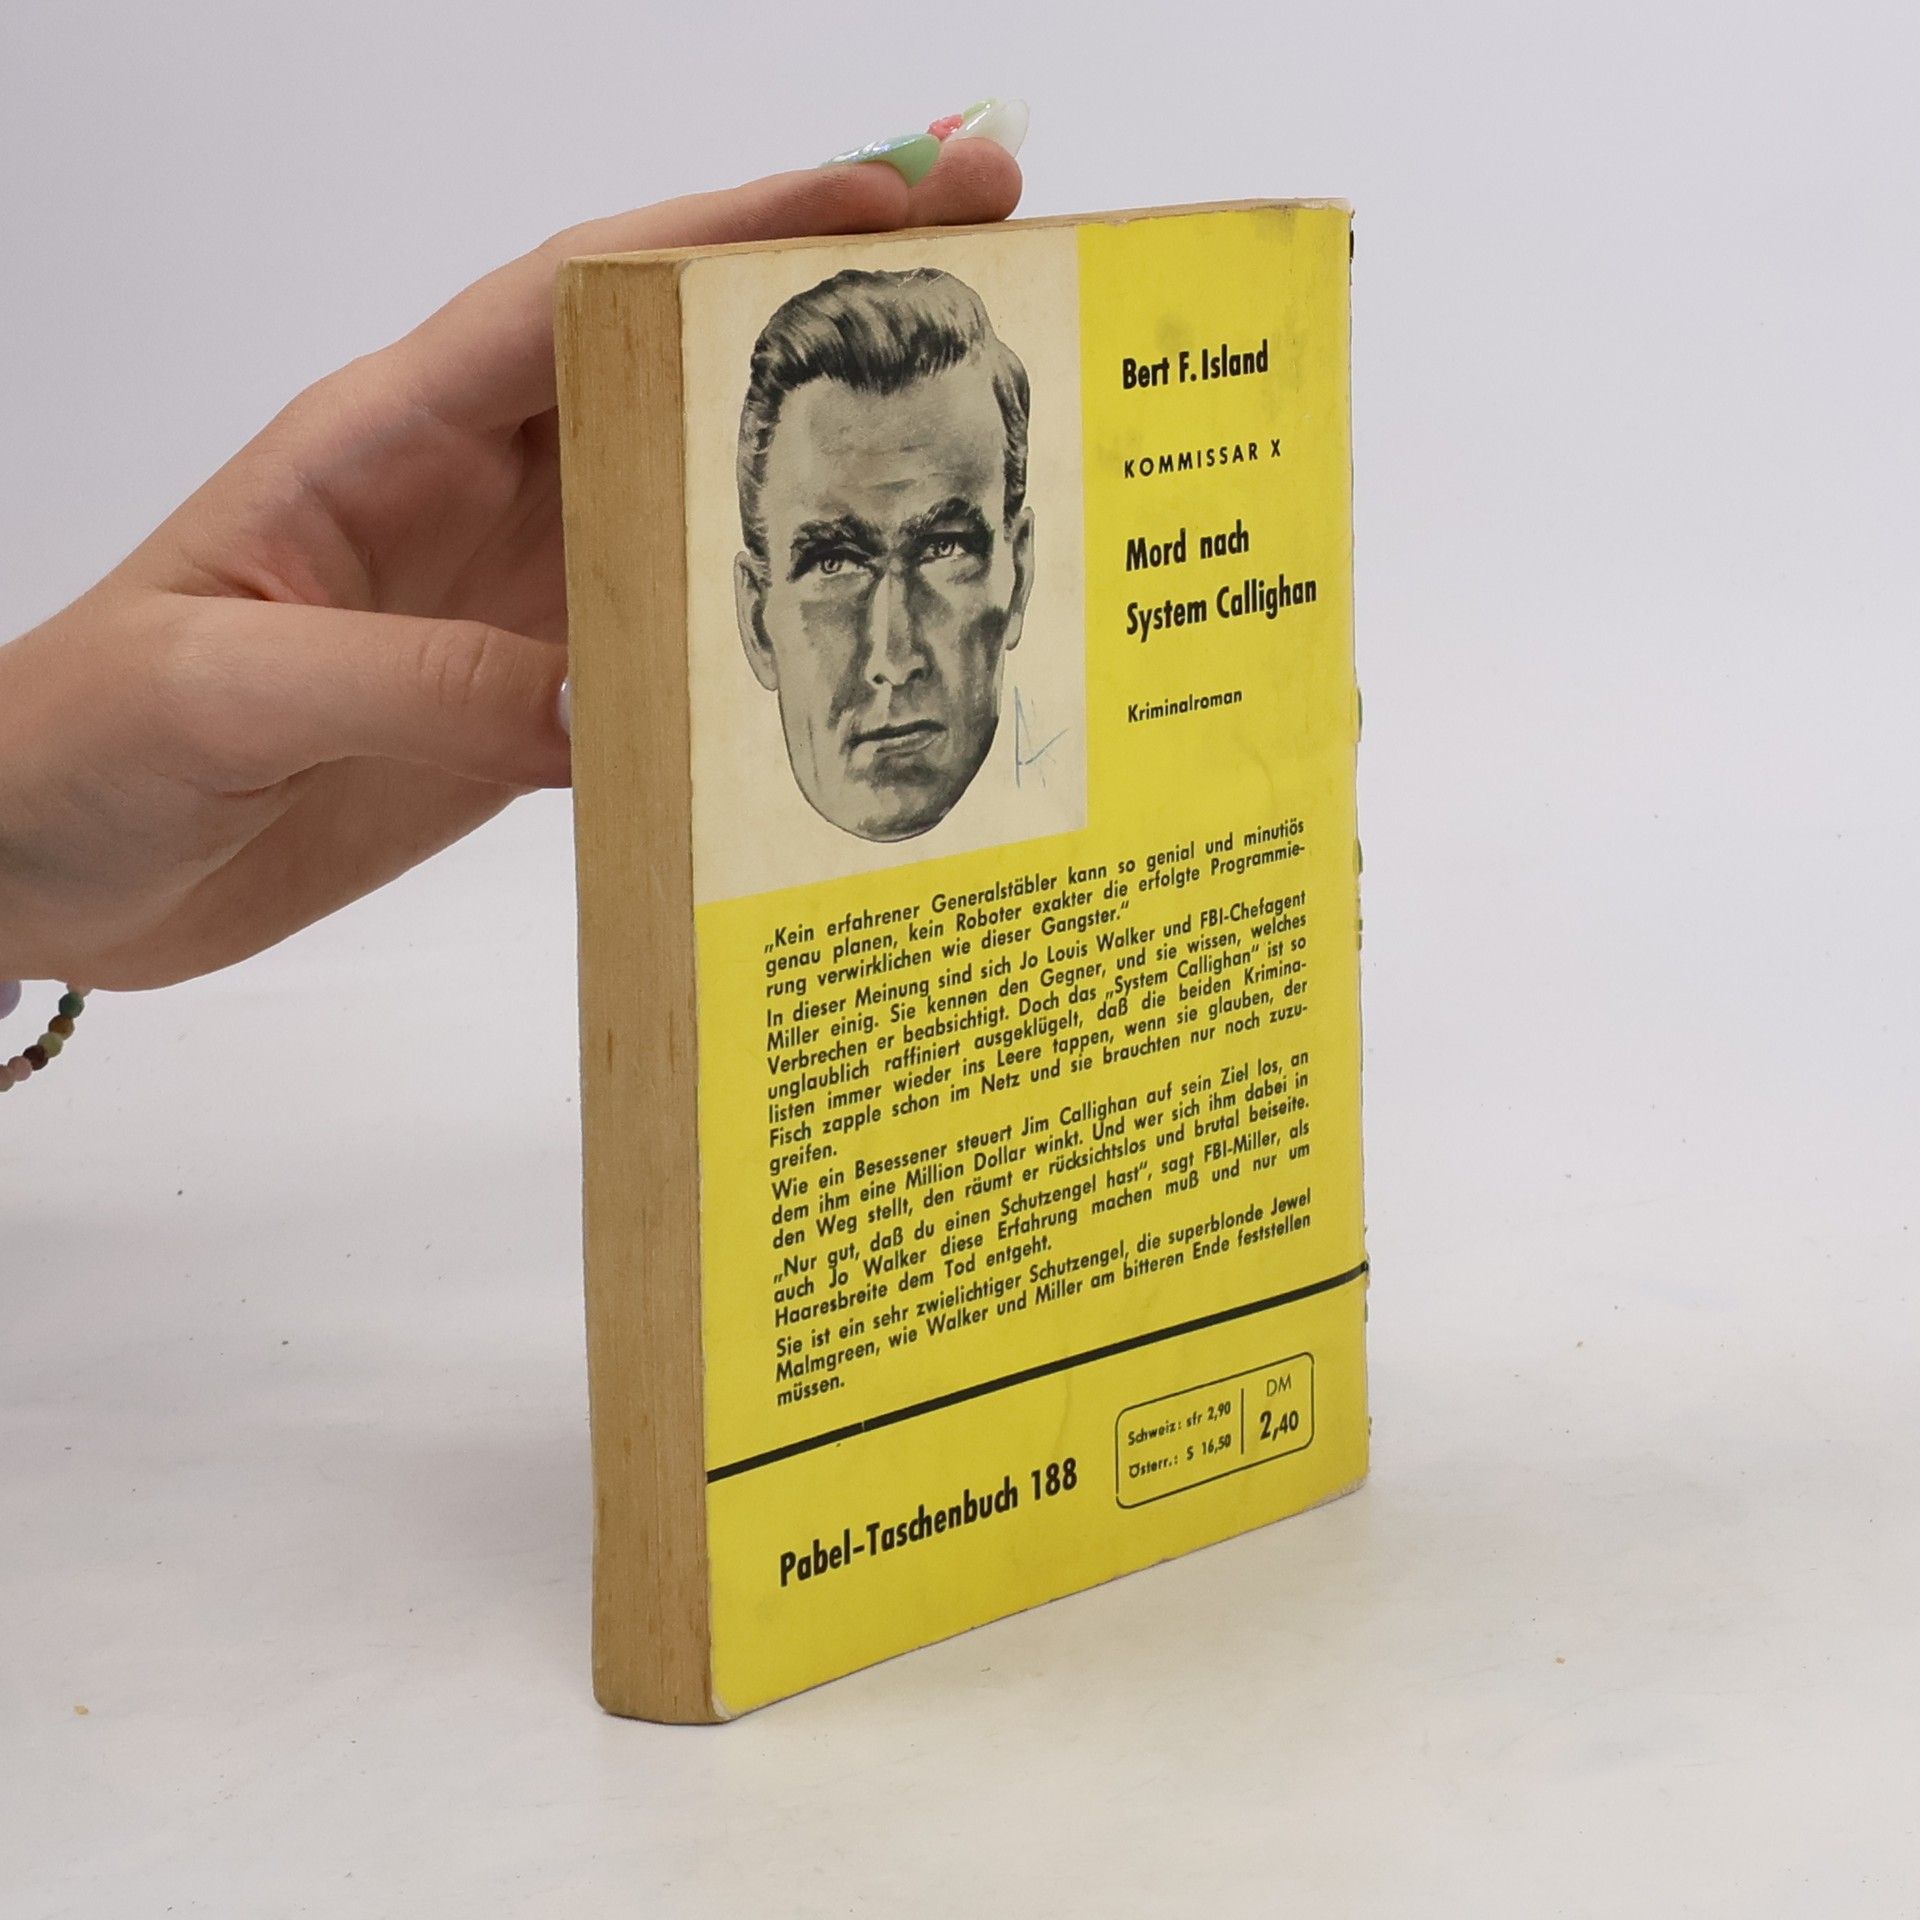 Bert F. Island
KOMMISSAR X
Mord nach
System Callighan
Kriminalroman
„Kein erfahrener Generalstäbler kann so genial und minutiös
genau planen, kein Roboter exakter die erfolgte Programmie-
rung verwirklichen wie dieser Gangster.“
In dieser Meinung sind sich Jo Louis Walker und FBI-Chefagent
Miller einig. Sie kennen den Gegner, und sie wissen, welches
Verbrechen er beabsichtigt. Doch das „System Callighan“ ist so
unglaublich raffiniert ausgeklügelt, daß die beiden Krimina-
listen immer wieder ins Leere tappen, wenn sie glauben, der
Fisch zapple schon im Netz und sie brauchten nur noch zuzu-
greifen.
Wie ein Besessener steuert Jim Callighan auf sein Ziel los, an
dem ihm eine Million Dollar winkt. Und wer sich ihm dabei in
den Weg stellt, den räumt er rücksichtslos und brutal beiseite.
„Nur gut, daß du einen Schutzengel hast“, sagt FBI-Miller, als
auch Jo Walker diese Erfahrung machen muß und nur um
Haaresbreite dem Tod entgeht.
Sie ist ein sehr zwielichtiger Schutzengel, die superblonde Jewel
Malmgreen, wie Walker und Miller am bitteren Ende feststellen
müssen.
Pabel-Taschenbuch 188
Schweiz: sfr 2,90
Österr.: S 16,50
DM
2,40